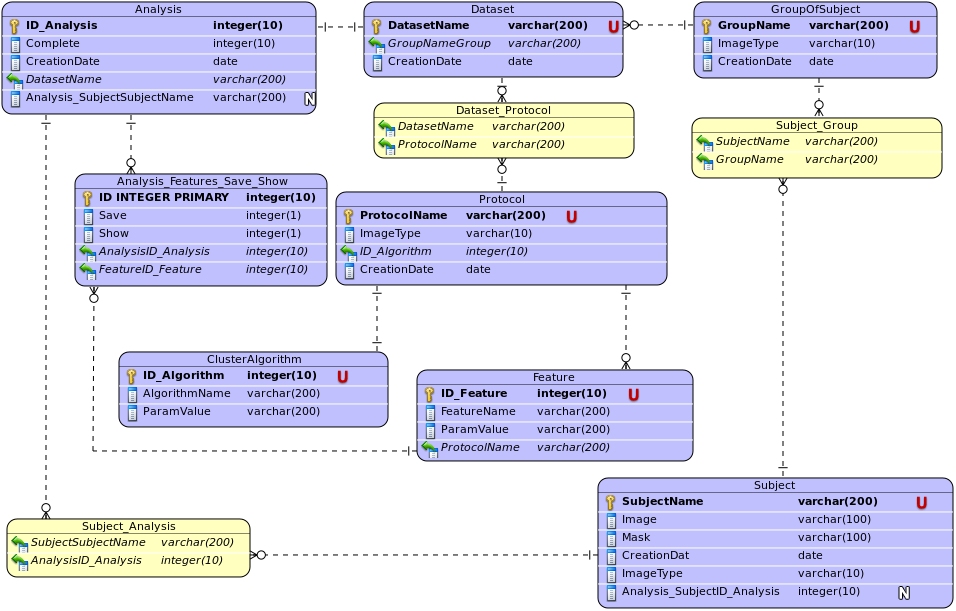 Analysis
ID_Analysis integer(10)
Complete integer(10)
CreationDate date
DatasetName varchar(200)
Analysis_SubjectSubjectName varchar(200) N
Dataset
DatasetName varchar(200) U
GroupNameGroup varchar(200)
CreationDate date
GroupOfSubject
GroupName varchar(200) U
ImageType varchar(10)
CreationDate date
Dataset_Protocol
DatasetName varchar(200)
ProtocolName varchar(200)
Subject_Group
SubjectName varchar(200)
GroupName varchar(200)
Analysis_Features_Save_Show
ID INTEGER PRIMARY integer(10)
Save integer(1)
Show integer(1)
AnalysisID_Analysis integer(10)
FeatureID_Feature integer(10)
Protocol
ProtocolName varchar(200) U
ImageType varchar(10)
ID_Algorithm integer(10)
CreationDate date
ClusterAlgorithm
ID_Algorithm integer(10) U
AlgorithmName varchar(200)
ParamValue varchar(200)
Feature
ID_Feature integer(10) U
FeatureName varchar(200)
ParamValue varchar(200)
ProtocolName varchar(200)
Subject
SubjectName varchar(200) U
Image varchar(100)
Mask varchar(100)
CreationDat date
ImageType varchar(10)
Analysis_SubjectID_Analysis integer(10) N
Subject_Analysis
SubjectSubjectName varchar(200)
AnalysisID_Analysis integer(10)